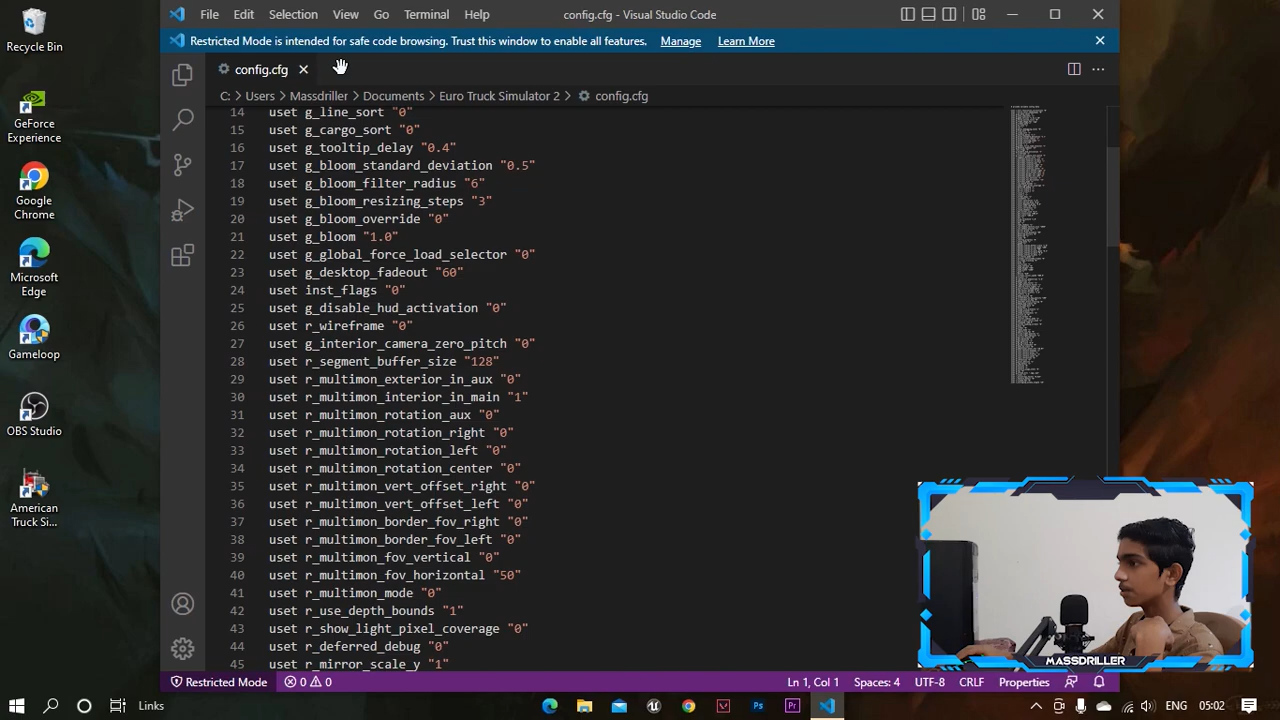 Recycle Bin
GeForce
Experience
Google
Chrome
Microsoft
Edge
Gameloop
OBS Studio
American
Truck Si...
File Edit Selection View Go Terminal Help
config.cfg - Visual Studio Code
Restricted Mode is intended for safe code browsing. Trust this window to enable all features. Manage Learn More
config.cfg
C: > Users > Massdriller > Documents > Euro Truck Simulator 2 > config.cfg
14 uset g_line_sort "0"
15 uset g_cargo_sort "0"
16 uset g_tooltip_delay "0.4"
17 uset g_bloom_standard_deviation "0.5"
18 uset g_bloom_filter_radius "6"
19 uset g_bloom_resizing_steps "3"
20 uset g_bloom_override "0"
21 uset g_bloom "1.0"
22 uset g_global_force_load_selector "0"
23 uset g_desktop_fadeout "60"
24 uset inst_flags "0"
25 uset g_disable_hud_activation "0"
26 uset r_wireframe "0"
27 uset g_interior_camera_zero_pitch "0"
28 uset r_segment_buffer_size "128"
29 uset r_multimon_exterior_in_aux "0"
30 uset r_multimon_interior_in_main "1"
31 uset r_multimon_rotation_aux "0"
32 uset r_multimon_rotation_right "0"
33 uset r_multimon_rotation_left "0"
34 uset r_multimon_rotation_center "0"
35 uset r_multimon_vert_offset_right "0"
36 uset r_multimon_vert_offset_left "0"
37 uset r_multimon_border_fov_right "0"
38 uset r_multimon_border_fov_left "0"
39 uset r_multimon_fov_vertical "0"
40 uset r_multimon_fov_horizontal "50"
41 uset r_multimon_mode "0"
42 uset r_use_depth_bounds "1"
43 uset r_show_light_pixel_coverage "0"
44 uset r_deferred_debug "0"
45 uset r_mirror_scale_y "1"
MASSDRILLER
Restricted Mode 0 0 Ln 1, Col 1 Spaces: 4 UTF-8 CRLF Properties
Links
ENG 05:02